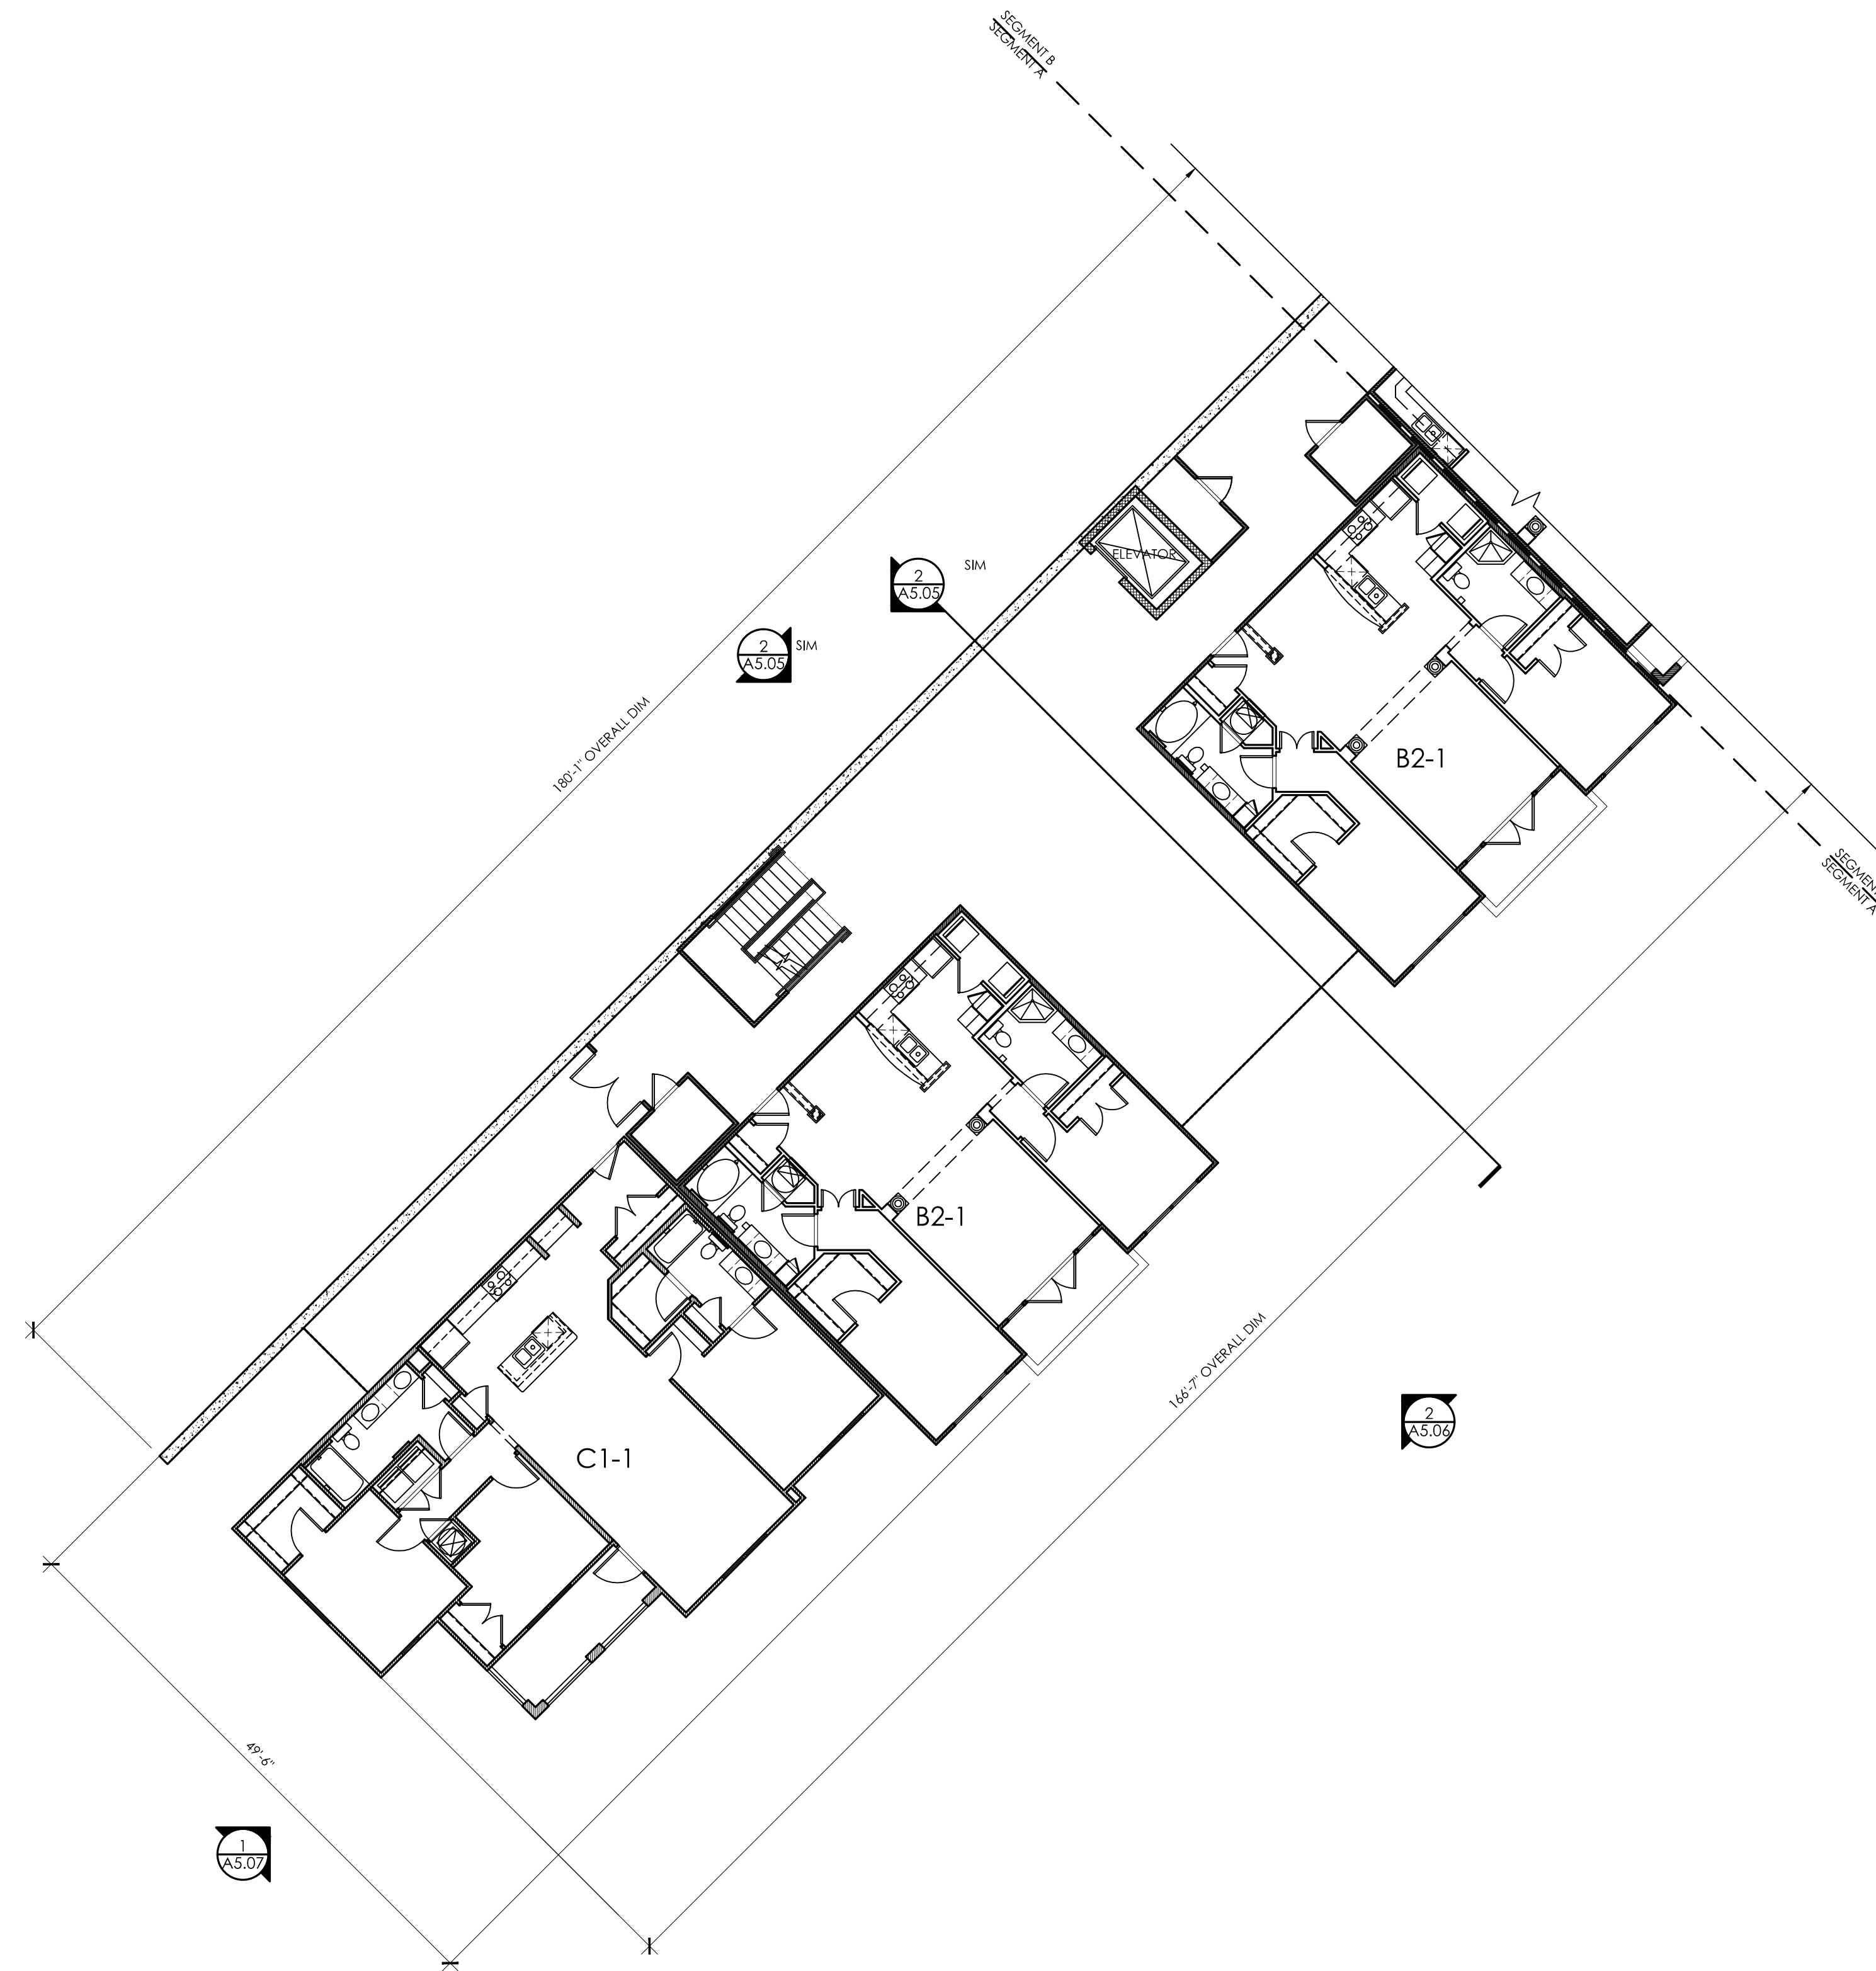 SEGMENT B
SEGMENT A
ELEVATOR
2
A5.05
SIM
2
A5.05
SIM
180'-1" OVERALL DIM
B2-1
SEGMENT
SEGMENT A
B2-1
166'-7" OVERALL DIM
2
A5.06
C1-1
49'-6"
1
A5.07